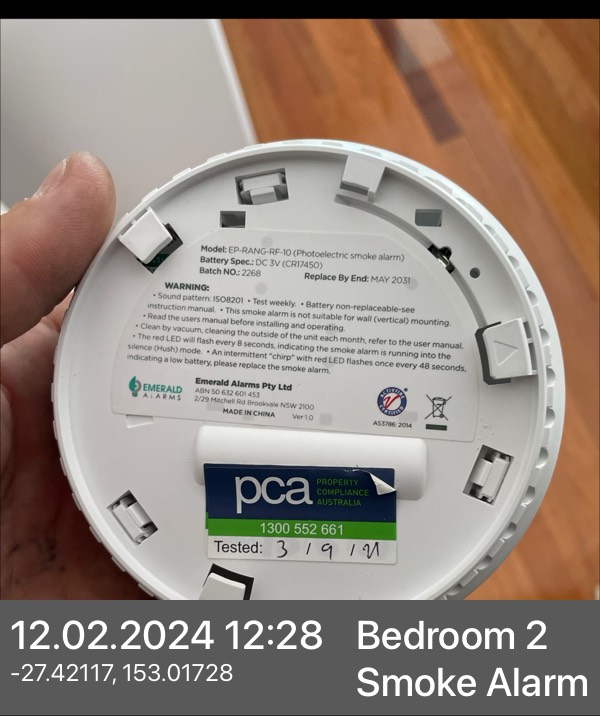 Model: EP-RANG-RF-10 (Photoelectric smoke alarm)
Battery Spec.: DC 3V (CR17450)
Batch NO.: 2268 Replace By End: MAY 2031
WARNING:
• Sound pattern: ISO8201 • Test weekly. • Battery non-replaceable-see
instruction manual. • This smoke alarm is not suitable for wall (vertical) mounting.
• Read the users manual before installing and operating.
• Clean by vacuum, cleaning the outside of the unit each month, refer to the user manual.
• The red LED will flash every 8 seconds, indicating the smoke alarm is running into the
silence (Hush) mode. • An intermittent "chirp" with red LED flashes once every 48 seconds,
indicating a low battery, please replace the smoke alarm.
EMERALD
ALARMS
Emerald Alarms Pty Ltd
ABN 50 632 601 453
2/29 Mitchell Rd Brookvale NSW 2100
MADE IN CHINA Ver1.0
AS3786: 2014
pca PROPERTY
COMPLIANCE
AUSTRALIA
1300 552 661
Tested: 3 / 9 / 21
12.02.2024 12:28
-27.42117, 153.01728
Bedroom 2
Smoke Alarm